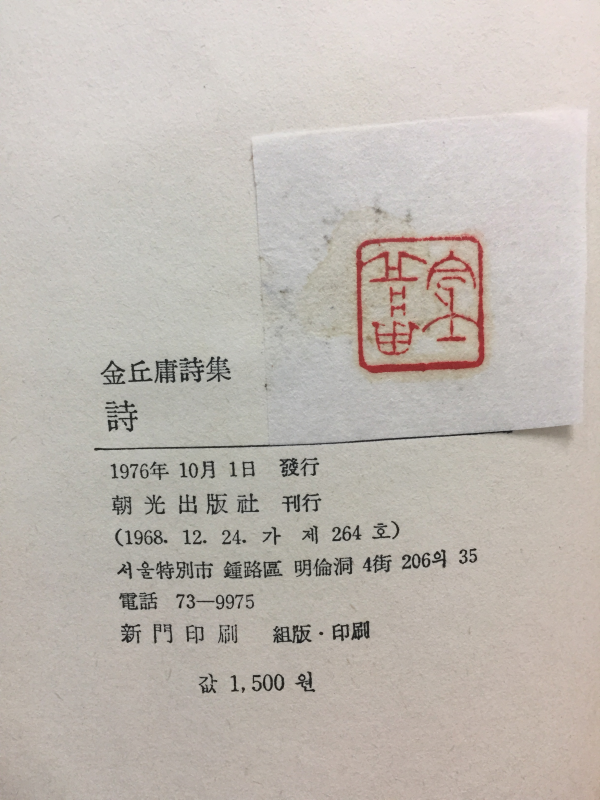 金丘庸詩集
詩
1976年 10月 1日 發行
朝光出版社 刊行
(1968. 12. 24. 가 제 264 호)
서울特別市 鍾路區 明倫洞 4街 206의 35
電話 73—9975
新門印刷 組版·印刷
값 1,500 원